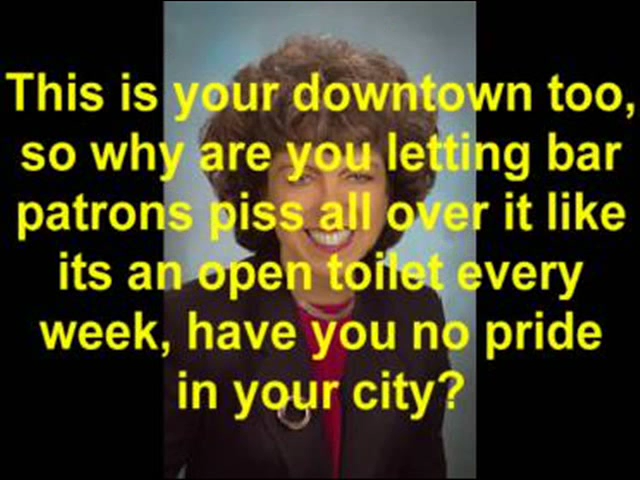 This is your downtown too,
so why are you letting bar
patrons piss all over it like
its an open toilet every
week, have you no pride
in your city?